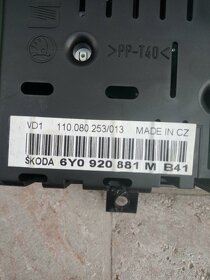 >PP-T40<
VD1 110.080.253/013 MADE IN CZ
ŠKODA 6Y0 920 881 M B41